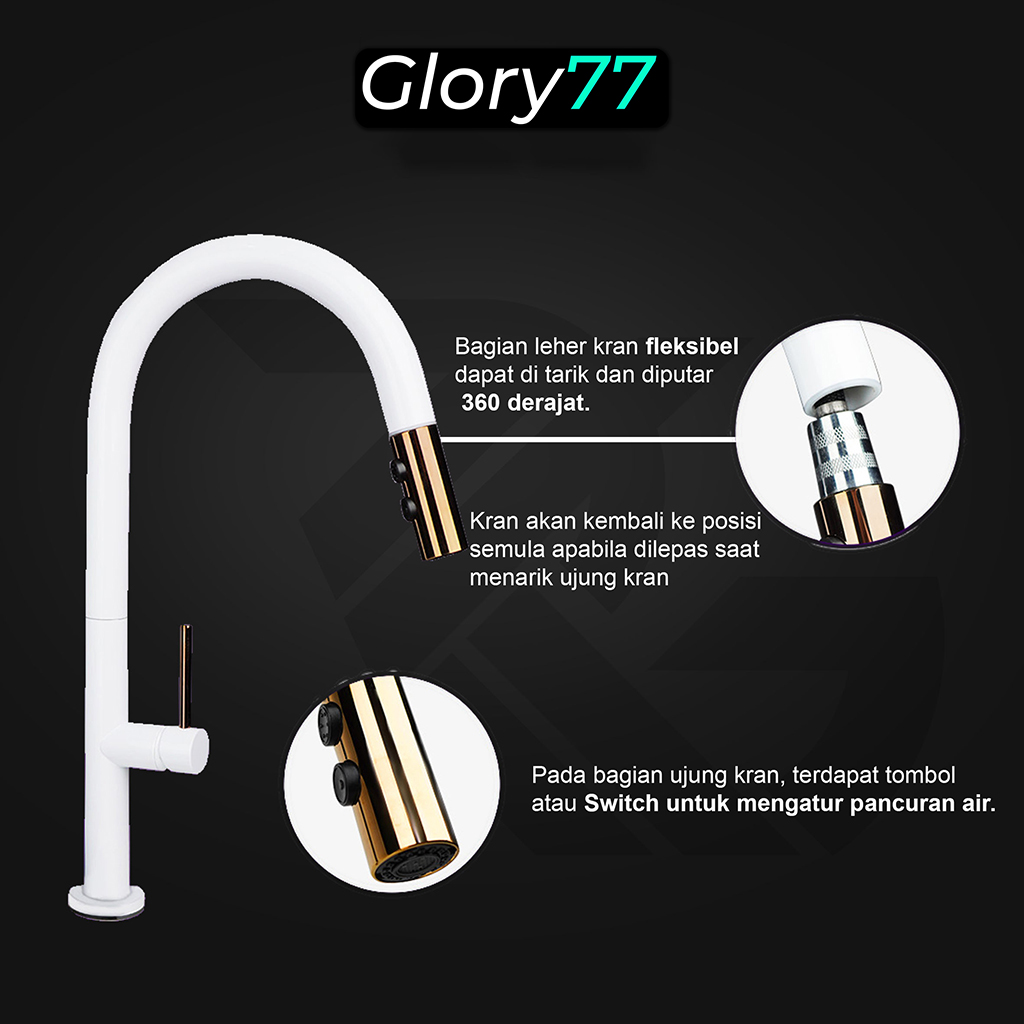 Glory77
Bagian leher kran fleksibel
dapat di tarik dan diputar
360 derajat.
Kran akan kembali ke posisi
semula apabila dilepas saat
menarik ujung kran
Pada bagian ujung kran, terdapat tombol
atau Switch untuk mengatur pancuran air.